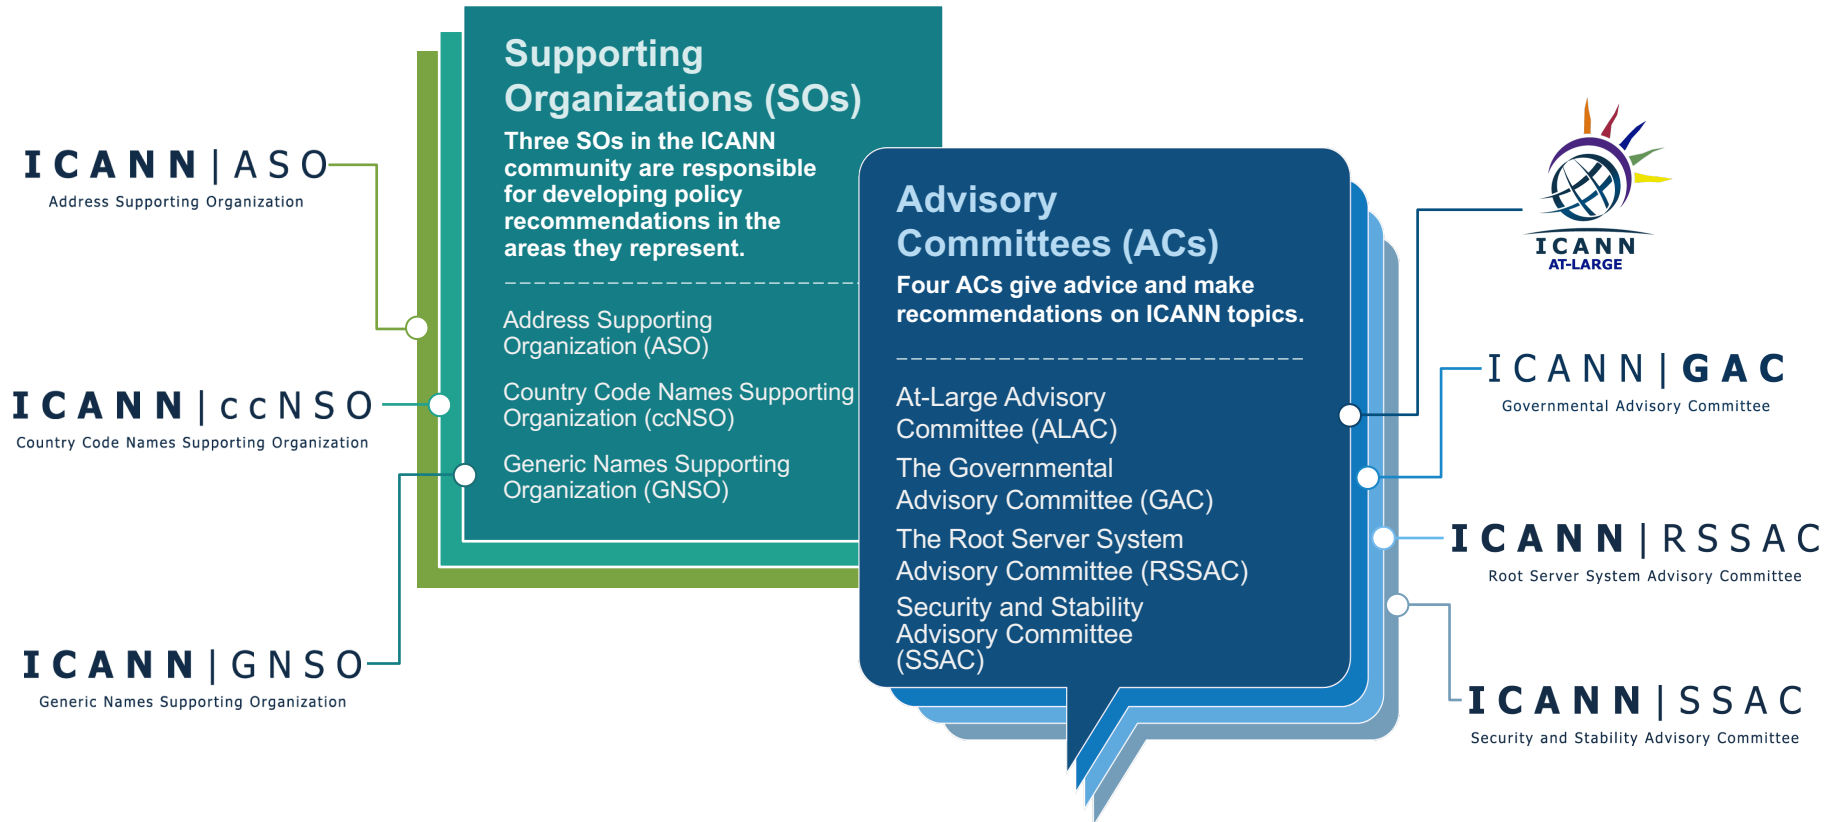 ICANN|ASO
Address Supporting Organization
ICANN|ccNSO
Country Code Names Supporting Organization
ICANN|GNSO
Generic Names Supporting Organization
Supporting
Organizations (SOs)
Three SOs in the ICANN
community are responsible
for developing policy
recommendations in the
areas they represent.
Address Supporting
Organization (ASO)
Country Code Names Supporting
Organization (ccNSO)
Generic Names Supporting
Organization (GNSO)
Advisory
Committees (ACs)
Four ACs give advice and make
recommendations on ICANN topics.
At-Large Advisory
Committee (ALAC)
The Governmental
Advisory Committee (GAC)
The Root Server System
Advisory Committee (RSSAC)
Security and Stability
Advisory Committee
(SSAC)
ICANN
AT-LARGE
ICANN|GAC
Governmental Advisory Committee
ICANN|RSSAC
Root Server System Advisory Committee
ICANN|SSAC
Security and Stability Advisory Committee